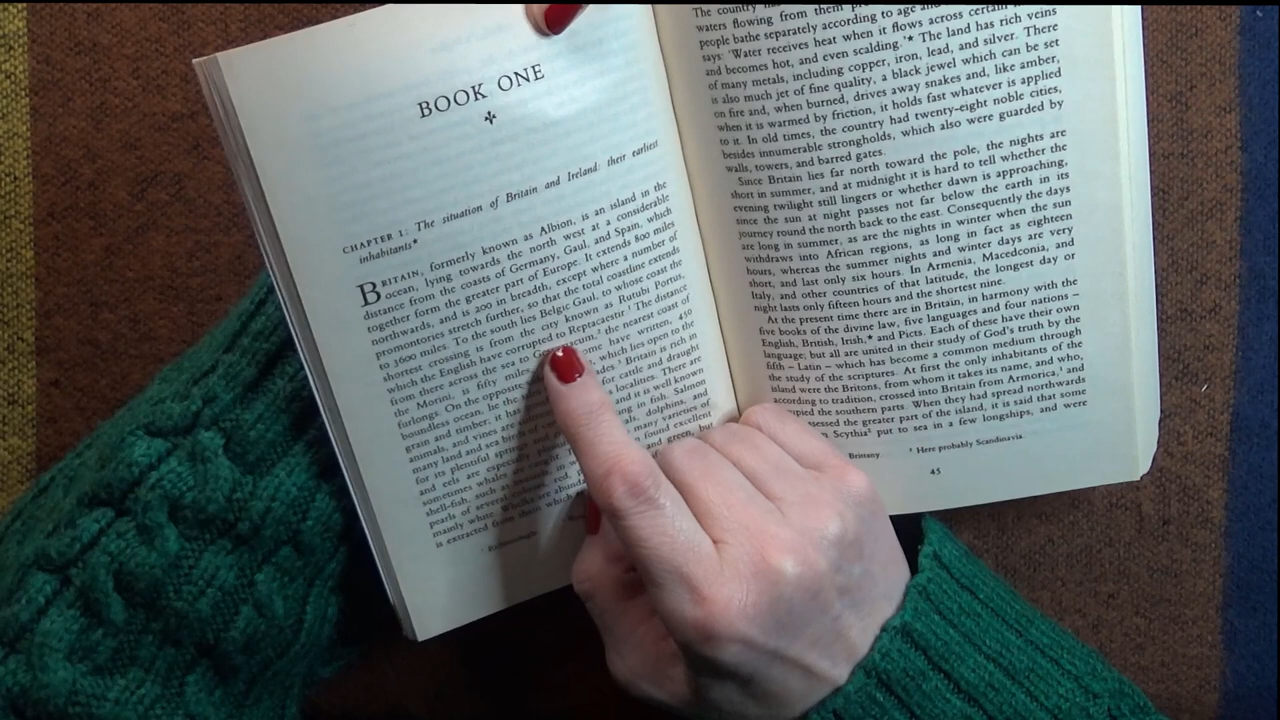 BOOK ONE
CHAPTER 1: The situation of Britain and Ireland: their earliest
inhabitants*
BRITAIN, formerly known as Albion, is an island in the
ocean, lying towards the north west at a considerable
distance from the coasts of Germany, Gaul, and Spain, which
together form the greater part of Europe. It extends 800 miles
northwards, and is 200 in breadth, except where a number of
promontories stretch further, so that the total coastline extends
to 3600 miles. To the south lies Belgic Gaul, to whose coast the
shortest crossing is from the city known as Rutubi Portus,
which the English have corrupted to Reptacaestir.¹ The distance
from there across the sea to the nearest coast of
the Morini, is fifty miles some have written, 450
furlongs. On the opposite which lies open to the
boundless ocean, lie the Britain is rich in
grain and timber; it has for cattle and draught
animals, and vines are localities. There are
many land and sea birds of and it is well known
for its plentiful springs and in fish. Salmon
and eels are especially dolphins, and
sometimes whales are caught, many varieties of
shell-fish, such as mussels, in found excellent
pearls of several colours: red, and green, but
mainly white. are abundant
is extracted from them which
The country
waters flowing from them
people bathe separately according to age and
says: 'Water receives heat when it flows across certain
and becomes hot, and even scalding.'* The land has rich veins
of many metals, including copper, iron, lead, and silver. There
is also much jet of fine quality, a black jewel which can be set
on fire and, when burned, drives away snakes and, like amber,
when it is warmed by friction, it holds fast whatever is applied
to it. In old times, the country had twenty-eight noble cities,
besides innumerable strongholds, which also were guarded by
walls, towers, and barred gates.
Since Britain lies far north toward the pole, the nights are
short in summer, and at midnight it is hard to tell whether the
evening twilight still lingers or whether dawn is approaching,
since the sun at night passes not far below the earth in its
journey round the north back to the east. Consequently the days
are long in summer, as are the nights in winter when the sun
withdraws into African regions, as long in fact as eighteen
hours, whereas the summer nights and winter days are very
short, and last only six hours. In Armenia, Macedonia, and
Italy, and other countries of that latitude, the longest day or
night lasts only fifteen hours and the shortest nine.
At the present time there are in Britain, in harmony with the
five books of the divine law, five languages and four nations –
English, British, Irish,* and Picts. Each of these have their own
language; but all are united in their study of God's truth by the
fifth – Latin – which has become a common medium through
the study of the scriptures. At first the only inhabitants of the
island were the Britons, from whom it takes its name, and who,
according to tradition, crossed into Britain from Armorica,¹ and
occupied the southern parts. When they had spread northwards
possessed the greater part of the island, it is said that some
Scythia² put to sea in a few longships, and were
Brittany. ² Here probably Scandinavia.
45